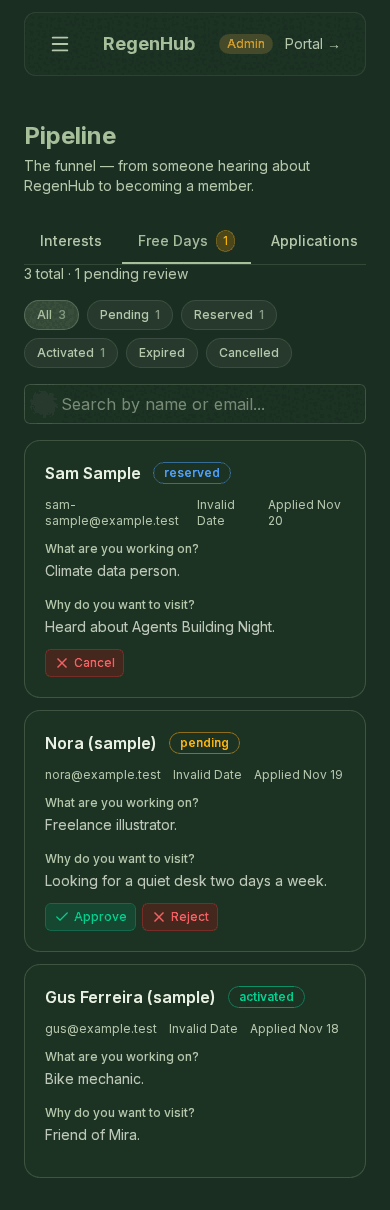 RegenHub Admin Portal →
Pipeline
The funnel — from someone hearing about
RegenHub to becoming a member.
Interests Free Days 1 Applications
3 total · 1 pending review
All 3 Pending 1 Reserved 1
Activated 1 Expired Cancelled
Search by name or email...
Sam Sample reserved
sam-
sample@example.test
Invalid
Date
Applied Nov
20
What are you working on?
Climate data person.
Why do you want to visit?
Heard about Agents Building Night.
Cancel
Nora (sample) pending
nora@example.test Invalid Date Applied Nov 19
What are you working on?
Freelance illustrator.
Why do you want to visit?
Looking for a quiet desk two days a week.
Approve Reject
Gus Ferreira (sample) activated
gus@example.test Invalid Date Applied Nov 18
What are you working on?
Bike mechanic.
Why do you want to visit?
Friend of Mira.